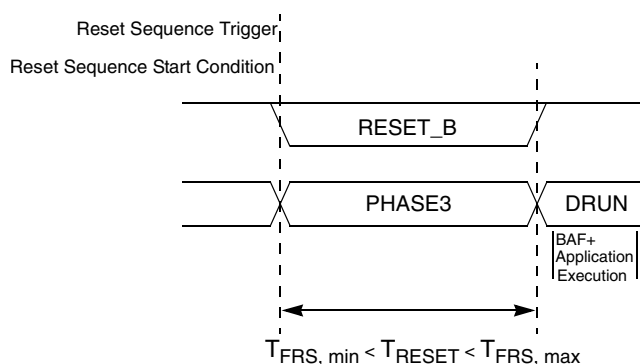 Reset Sequence Trigger
Reset Sequence Start Condition
RESET_B
PHASE3
DRUN
BAF+
Application
Execution
TFRS, min < TRESET < TFRS, max